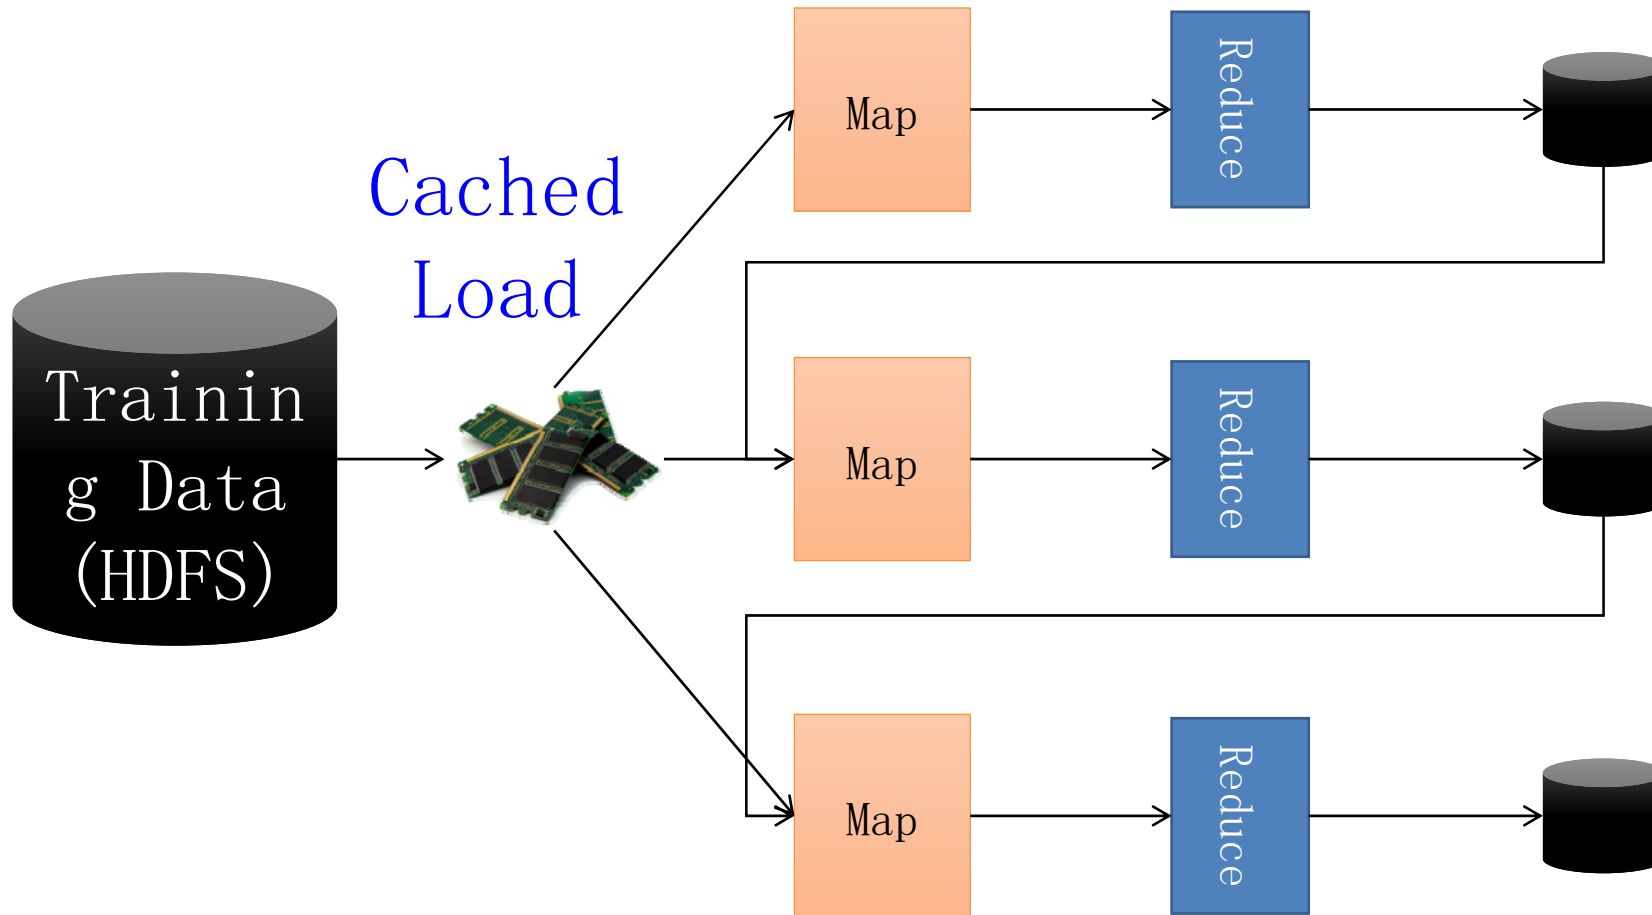 Map
Reduce
Cached
Load
Trainin
g Data
(HDFS)
Map
Reduce
Map
Reduce